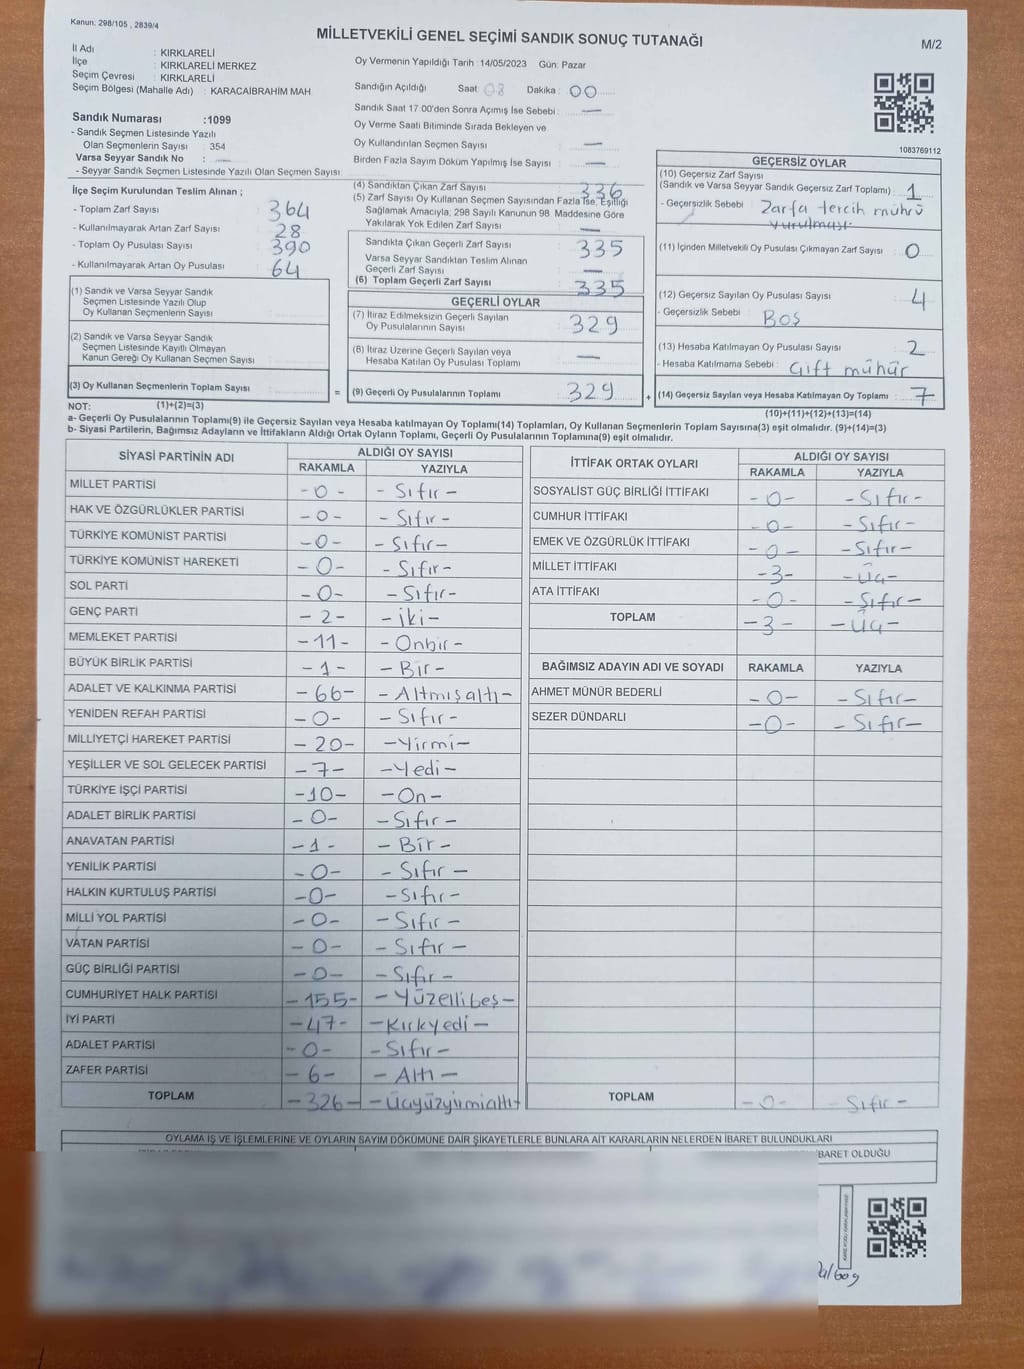 Kanun: 298/105 , 2839/4
MİLLETVEKİLİ GENEL SEÇİMİ SANDIK SONUÇ TUTANAĞI
M/2
İl Adı : KIRKLARELİ
İlçe : KIRKLARELİ MERKEZ
Seçim Çevresi : KIRKLARELİ
Seçim Bölgesi (Mahalle Adı) : KARACAİBRAHİM MAH
Sandık Numarası :1099
- Sandık Seçmen Listesinde Yazılı
Olan Seçmenlerin Sayısı : 354
Varsa Seyyar Sandık No : —
- Seyyar Sandık Seçmen Listesinde Yazılı Olan Seçmen Sayısı
Oy Vermenin Yapıldığı Tarih :14/05/2023 Gün: Pazar
Sandığın Açıldığı Saat: 08 Dakika : 00
Sandık Saat 17:00'den Sonra Açımış İse Sebebi : —
Oy Verme Saati Bitiminde Sırada Bekleyen ve
Oy Kullandırılan Seçmen Sayısı —
Birden Fazla Sayım Döküm Yapılmış İse Sayısı —
1083769112
İlçe Seçim Kurulundan Teslim Alınan ;
- Toplam Zarf Sayısı 364
- Kullanılmayarak Artan Zarf Sayısı 28
- Toplam Oy Pusulası Sayısı 390
- Kullanılmayarak Artan Oy Pusulası 64
(1) Sandık ve Varsa Seyyar Sandık
Seçmen Listesinde Yazılı Olup
Oy Kullanan Seçmenlerin Sayısı :
(2) Sandık ve Varsa Seyyar Sandık
Seçmen Listesinde Kayıtlı Olmayan
Kanun Gereği Oy Kullanan Seçmen Sayısı
(3) Oy Kullanan Seçmenlerin Toplam Sayısı =
(4) Sandıktan Çıkan Zarf Sayısı 336
(5) Zarf Sayısı Oy Kullanan Seçmen Sayısından Fazla İse, Eşitliği
Sağlamak Amacıyla, 298 Sayılı Kanunun 98. Maddesine Göre
Yakılarak Yok Edilen Zarf Sayısı —
Sandıkta Çıkan Geçerli Zarf Sayısı 335
Varsa Seyyar Sandıktan Teslim Alınan
Geçerli Zarf Sayısı —
(6) Toplam Geçerli Zarf Sayısı 335
GEÇERLİ OYLAR
(7) İtiraz Edilmeksizin Geçerli Sayılan
Oy Pusulalarının Sayısı 329
(8) İtiraz Üzerine Geçerli Sayılan veya
Hesaba Katılan Oy Pusulası Toplamı —
(9) Geçerli Oy Pusulalarının Toplamı 329 +
GEÇERSİZ OYLAR
(10) Geçersiz Zarf Sayısı
(Sandık ve Varsa Seyyar Sandık Geçersiz Zarf Toplamı) 1
- Geçersizlik Sebebi : Zarfa tercih mührü
vurulması
(11) İçinden Milletvekili Oy Pusulası Çıkmayan Zarf Sayısı 0
(12) Geçersiz Sayılan Oy Pusulası Sayısı 4
- Geçersizlik Sebebi : BOŞ
(13) Hesaba Katılmayan Oy Pusulası Sayısı 2
- Hesaba Katılmama Sebebi : Çift mühür
(14) Geçersiz Sayılan veya Hesaba Katılmayan Oy Toplamı : 7
NOT: (1)+(2)=(3)
(10)+(11)+(12)+(13)=(14)
a- Geçerli Oy Pusulalarının Toplamı(9) ile Geçersiz Sayılan veya Hesaba katılmayan Oy Toplamı(14) Toplamları, Oy Kullanan Seçmenlerin Toplam Sayısına(3) eşit olmalıdır. (9)+(14)=(3)
b- Siyasi Partilerin, Bağımsız Adayların ve İttifakların Aldığı Ortak Oyların Toplamı, Geçerli Oy Pusulalarının Toplamına(9) eşit olmalıdır.
SİYASİ PARTİNİN ADI ALDIĞI OY SAYISI
RAKAMLA YAZIYLA
MİLLET PARTİSİ -0- - Sıfır -
HAK VE ÖZGÜRLÜKLER PARTİSİ -0- - Sıfır -
TÜRKİYE KOMÜNİST PARTİSİ -0- - Sıfır-
TÜRKİYE KOMÜNİST HAREKETİ -0- - Sıfır-
SOL PARTİ -0- - Sıfır-
GENÇ PARTİ - 2- -iki-
MEMLEKET PARTİSİ -11- - Onbir -
BÜYÜK BİRLİK PARTİSİ -1- - Bir -
ADALET VE KALKINMA PARTİSİ -66- - Altmışaltı-
YENİDEN REFAH PARTİSİ -0- - Sıfır -
MİLLİYETÇİ HAREKET PARTİSİ - 20- -Yirmi-
YEŞİLLER VE SOL GELECEK PARTİSİ -7- -Yedi-
TÜRKİYE İŞÇİ PARTİSİ -10- -On-
ADALET BİRLİK PARTİSİ -0- -Sıfır -
ANAVATAN PARTİSİ -1- - Bir -
YENİLİK PARTİSİ -0- - Sıfır -
HALKIN KURTULUŞ PARTİSİ -0- -Sıfır-
MİLLİ YOL PARTİSİ -0- -Sıfır-
VATAN PARTİSİ -0- - Sıfır-
GÜÇ BİRLİĞİ PARTİSİ -0- -Sıfır -
CUMHURİYET HALK PARTİSİ -155- -Yüzellibeş-
İYİ PARTİ -47- -Kırkyedi-
ADALET PARTİSİ -0- -Sıfır-
ZAFER PARTİSİ -6- - Altı-
TOPLAM -326- -Üçyüzyirmialtı-
İTTİFAK ORTAK OYLARI ALDIĞI OY SAYISI
RAKAMLA YAZIYLA
SOSYALİST GÜÇ BİRLİĞİ İTTİFAKI -0- -Sıfır-
CUMHUR İTTİFAKI -0- -Sıfır-
EMEK VE ÖZGÜRLÜK İTTİFAKI -0- -Sıfır-
MİLLET İTTİFAKI -3- -Üç-
ATA İTTİFAKI -0- -Sıfır-
TOPLAM -3- -Üç-
BAĞIMSIZ ADAYIN ADI VE SOYADI RAKAMLA YAZIYLA
AHMET MÜNÜR BEDERLİ -0- -Sıfır-
SEZER DÜNDARLI -0- -Sıfır-
TOPLAM -0- Sıfır-
OYLAMA İŞ VE İŞLEMLERİNE VE OYLARIN SAYIM DÖKÜMÜNE DAİR ŞİKAYETLERLE BUNLARA AİT KARARLARIN NELERDEN İBARET BULUNDUKLARI
İBARET OLDUĞU